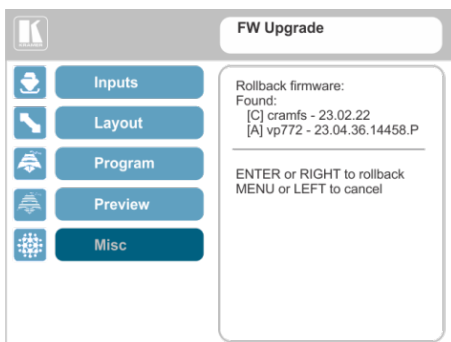 KRAMER
FW Upgrade
Inputs
Layout
Program
Preview
Misc
Rollback firmware:
Found:
[C] cramfs - 23.02.22
[A] vp772 - 23.04.36.14458.P
ENTER or RIGHT to rollback
MENU or LEFT to cancel